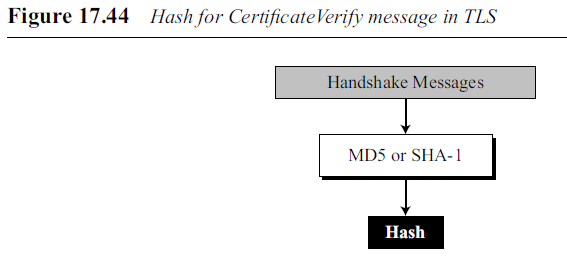 Figure 17.44 Hash for CertificateVerify message in TLS
Handshake Messages
MD5 or SHA-1
Hash